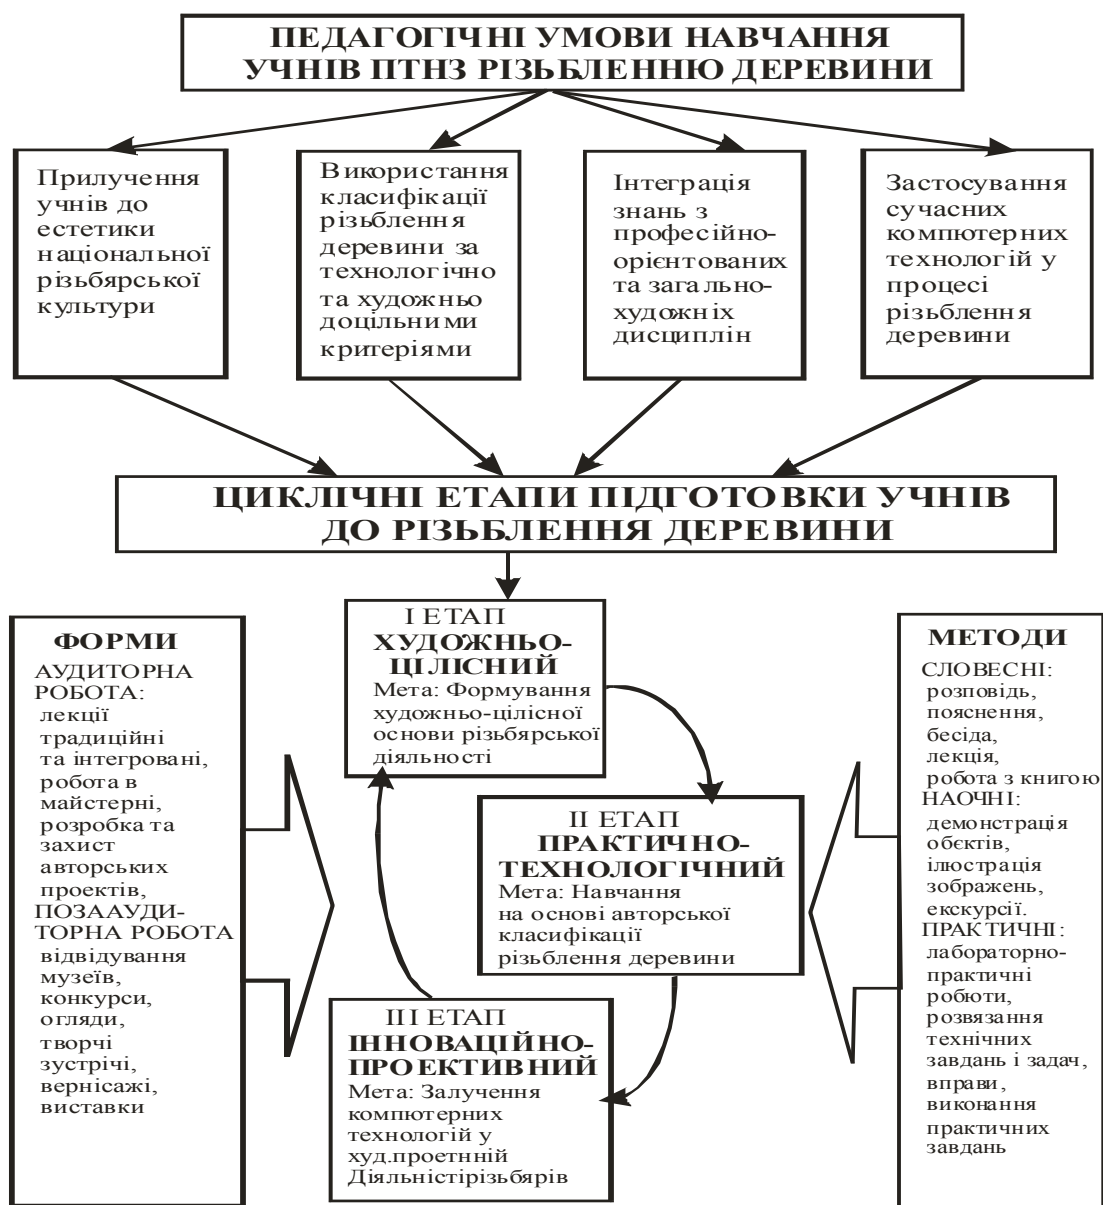 ПЕДАГОГІЧНІ УМОВИ НАВЧАННЯ
УЧНІВ ПТНЗ РІЗЬБЛЕННЮ ДЕРЕВИНИ
Прилучення
учнів до
естетики
національної
різьбярської
культури
Використання
класифікації
різьблення
деревини за
технологічно
та художньо
доцільними
критеріями
Інтеграція
знань з
професійно-
орієнтованих
та загально-
художніх
дисциплін
Застосування
сучасних
компютерних
технологій у
процесі
різьблення
деревини
ЦИКЛІЧНІ ЕТАПИ ПІДГОТОВКИ УЧНІВ
ДО РІЗЬБЛЕННЯ ДЕРЕВИНИ
ФОРМИ
АУДИТОРНА
РОБОТА:
лекції
традиційні
та інтегровані,
робота в
майстерні,
розробка та
захист
авторських
проектів,
ПОЗААУДИ-
ТОРНА РОБОТА
відвідування
музеїв,
конкурси,
огляди,
творчі
зустрічі,
вернісажі,
виставки
І ЕТАП
ХУДОЖНЬО-
ЦІЛІСНИЙ
Мета: Формування
художньо-цілісної
основи різьбярської
діяльності
ІІ ЕТАП
ПРАКТИЧНО-
ТЕХНОЛОГІЧНИЙ
Мета: Навчання
на основі авторської
класифікації
різьблення деревини
ІІІ ЕТАП
ІННОВАЦІЙНО-
ПРОЕКТИВНИЙ
Мета: Залучення
компютерних
технологій у
худ.проетнній
Діяльністірізьбярів
МЕТОДИ
СЛОВЕСНІ:
розповідь,
пояснення,
бесіда,
лекція,
робота з книгою
НАОЧНІ:
демонстрація
обєктів,
ілюстрація
зображень,
екскурсії.
ПРАКТИЧНІ:
лабораторно-
практичні
робюти,
розвязання
технічних
завдань і задач,
вправи,
виконання
практичних
завдань